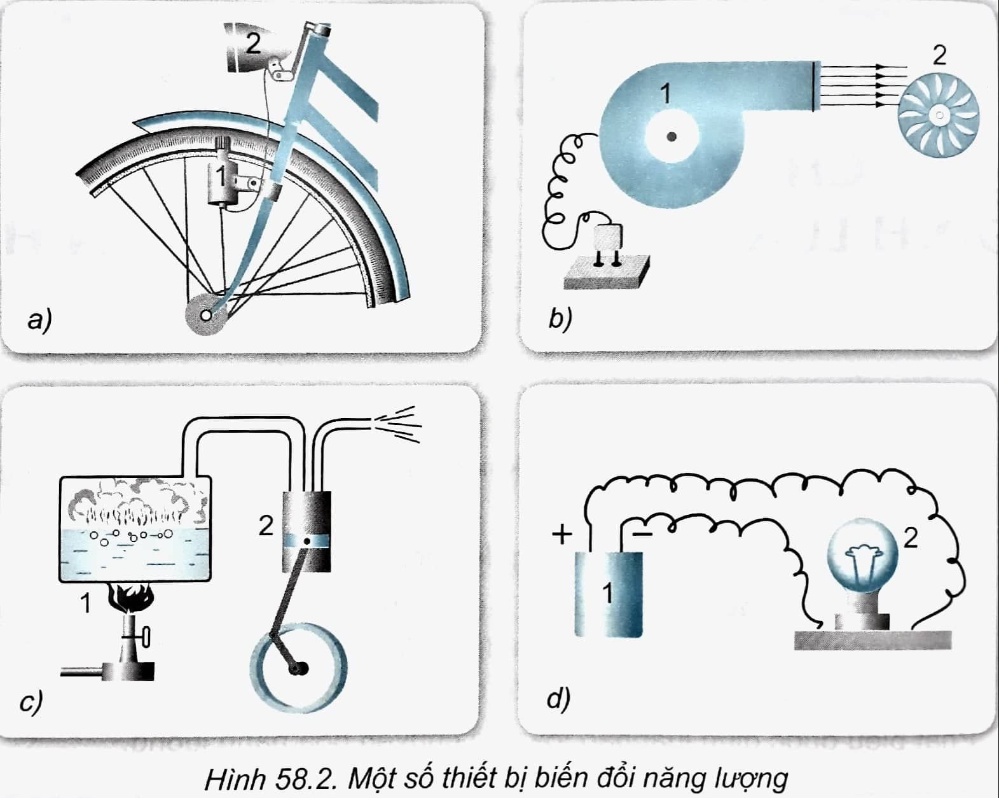 2
1
a)
1
2
b)
2
1
c)
+
–
1
2
d)
Hình 58.2. Một số thiết bị biến đổi năng lượng